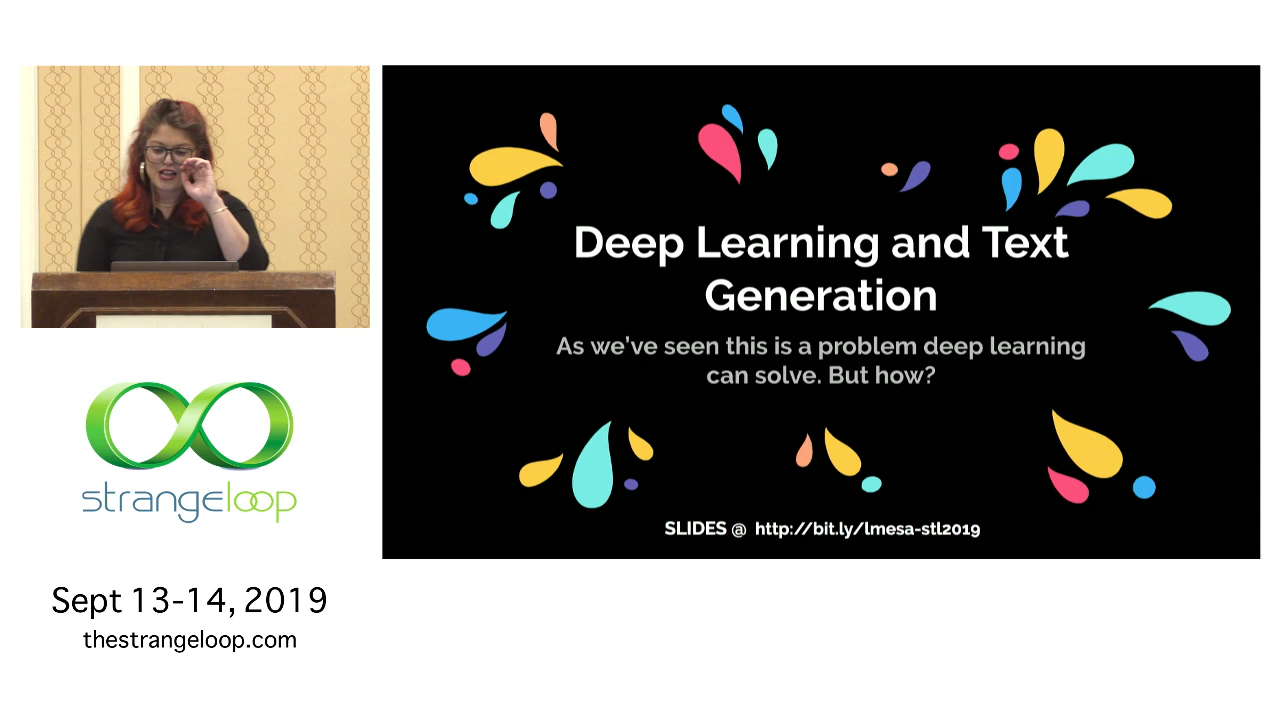 Deep Learning and Text
Generation
As we've seen this is a problem deep learning
can solve. But how?
SLIDES @ http://bit.ly/lmesa-stl2019
strangeloop
Sept 13-14, 2019
thestrangeloop.com